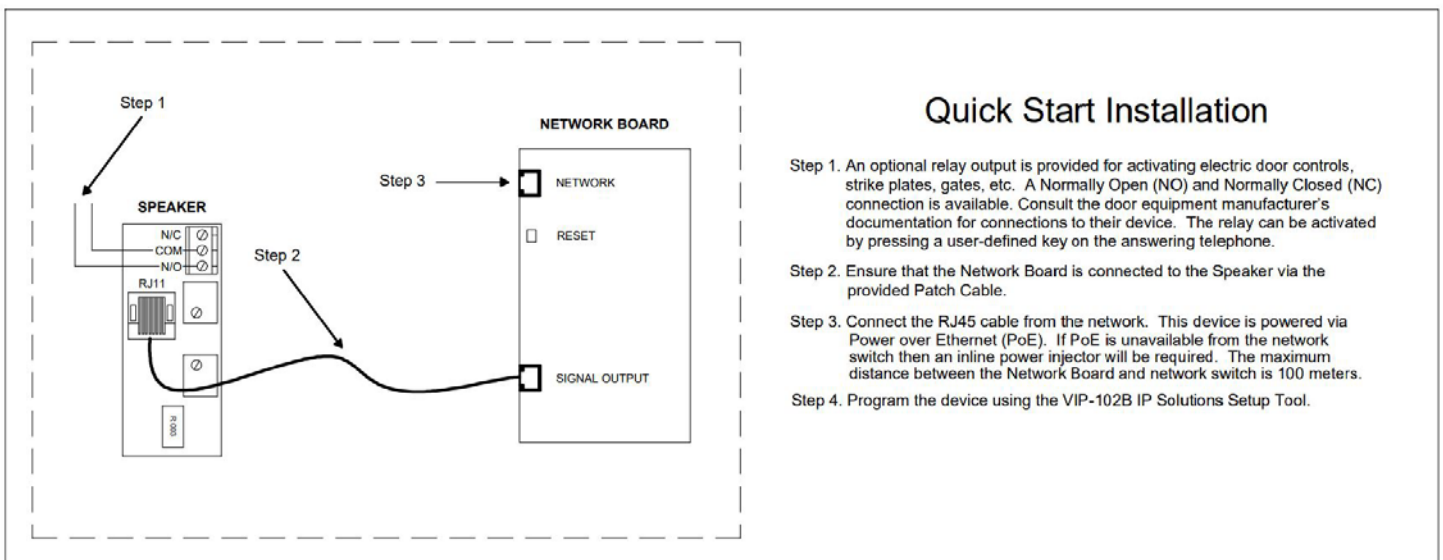 Step 1
NETWORK BOARD
Step 3
NETWORK
SPEAKER
N/C
COM
N/O
RESET
Step 2
RJ11
SIGNAL OUTPUT
R.003
Quick Start Installation
Step 1. An optional relay output is provided for activating electric door controls,
strike plates, gates, etc. A Normally Open (NO) and Normally Closed (NC)
connection is available. Consult the door equipment manufacturer's
documentation for connections to their device. The relay can be activated
by pressing a user-defined key on the answering telephone.
Step 2. Ensure that the Network Board is connected to the Speaker via the
provided Patch Cable.
Step 3. Connect the RJ45 cable from the network. This device is powered via
Power over Ethernet (PoE). If PoE is unavailable from the network
switch then an inline power injector will be required. The maximum
distance between the Network Board and network switch is 100 meters.
Step 4. Program the device using the VIP-102B IP Solutions Setup Tool.